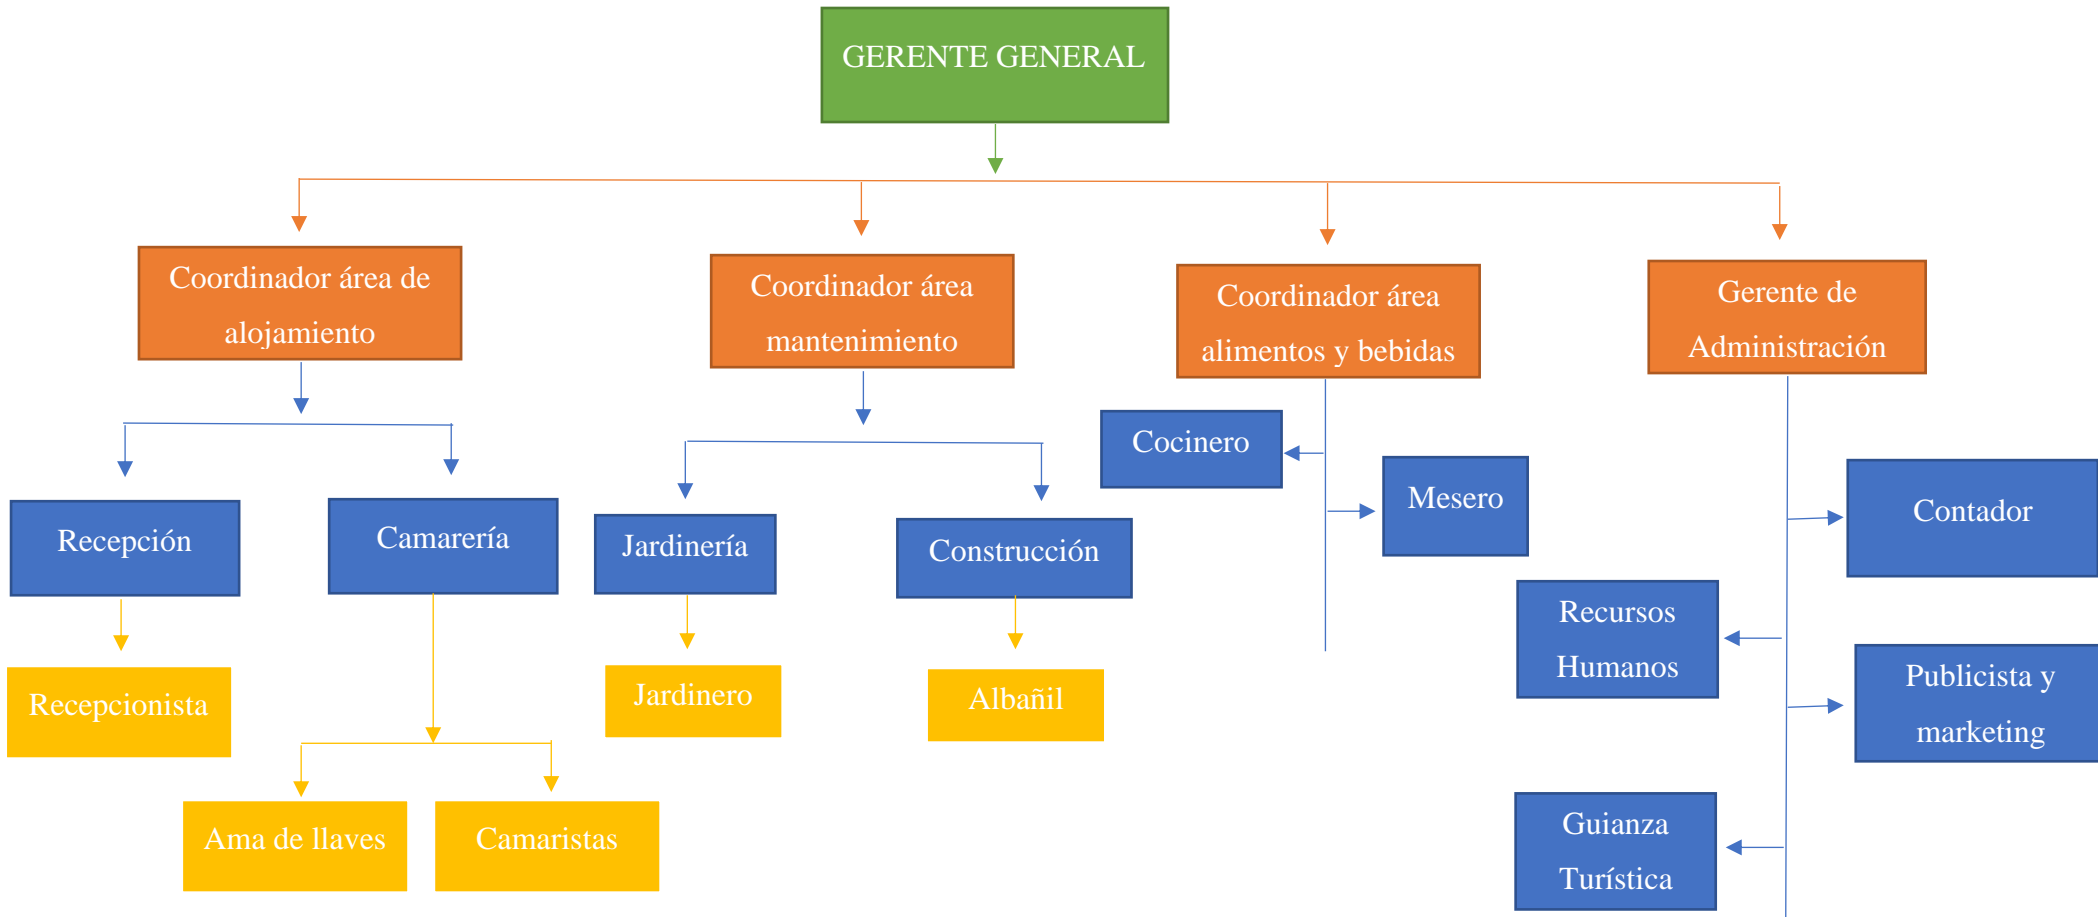 GERENTE GENERAL
Coordinador área de
alojamiento
Coordinador área
mantenimiento
Coordinador área
alimentos y bebidas
Gerente de
Administración
Recepción
Camarería
Jardinería
Construcción
Cocinero
Mesero
Contador
Recursos
Humanos
Publicista y
marketing
Guianza
Turística
Recepcionista
Jardinero
Albañil
Ama de llaves
Camaristas